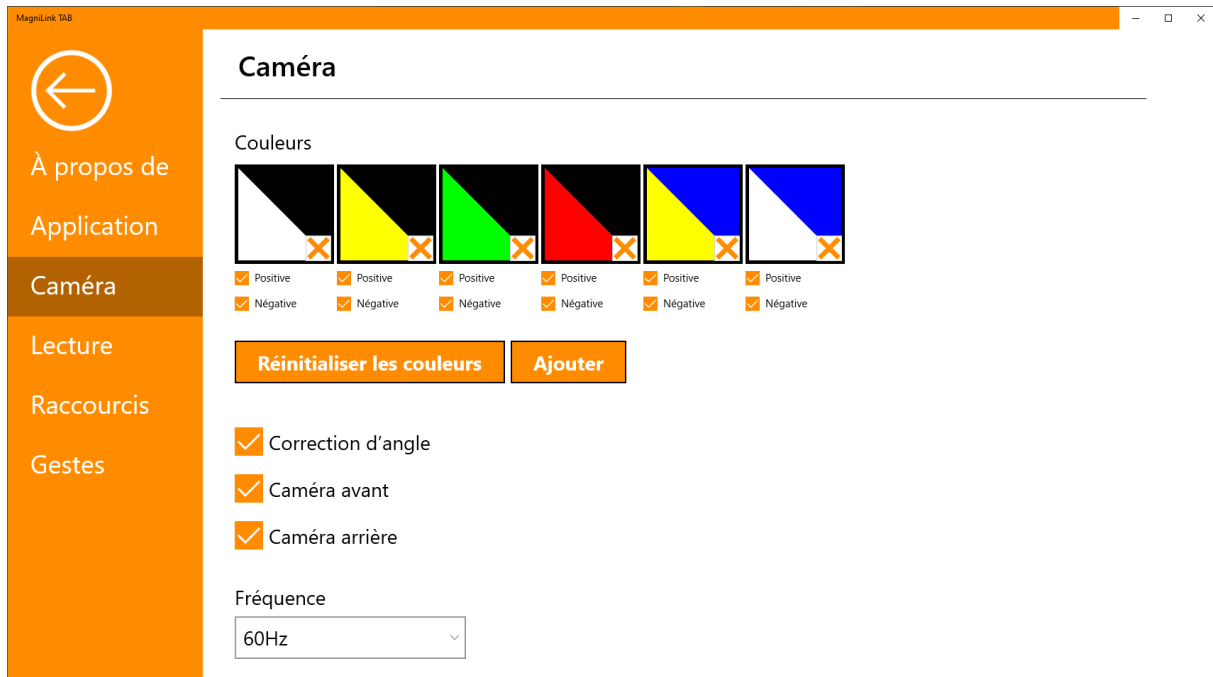 MagniLink TAB
À propos de
Application
Caméra
Lecture
Raccourcis
Gestes
Caméra
Couleurs
Positive Positive Positive Positive Positive Positive
Négative Négative Négative Négative Négative Négative
Réinitialiser les couleurs Ajouter
Correction d’angle
Caméra avant
Caméra arrière
Fréquence
60Hz